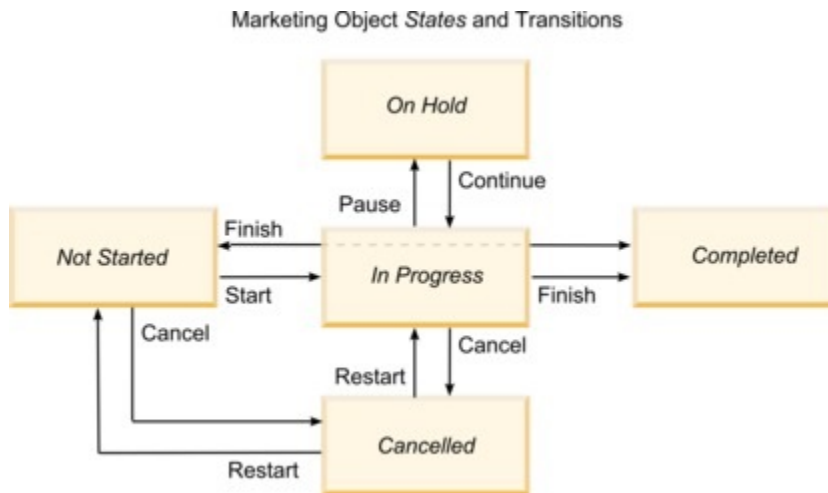 Marketing Object States and Transitions
On Hold
Pause
Continue
Not Started
Finish
Start
In Progress
Finish
Completed
Cancel
Restart
Cancel
Cancelled
Restart